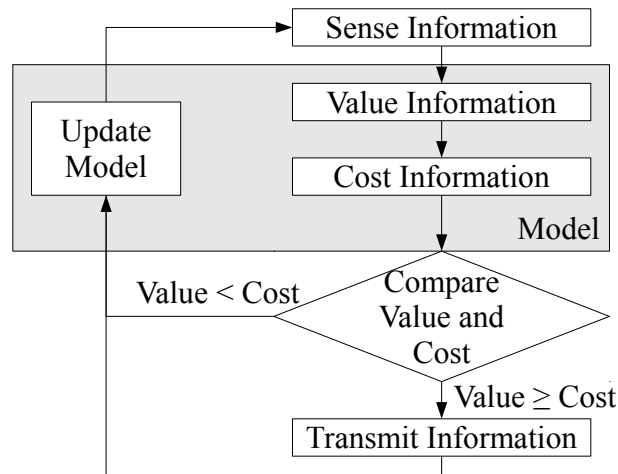 Sense Information
Value Information
Update
Model
Cost Information
Model
Compare
Value and
Cost
Value < Cost
Value ≥ Cost
Transmit Information